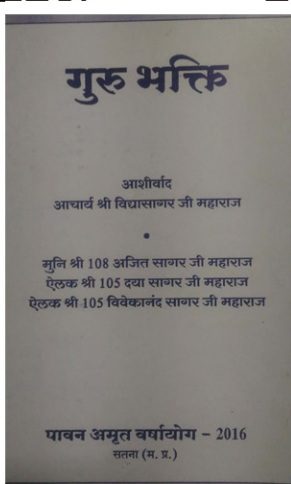 गुरु भक्ति
आशीर्वाद
आचार्य श्री विद्यासागर जी महाराज
•
मुनि श्री 108 अजित सागर जी महाराज
ऐलक श्री 105 दया सागर जी महाराज
ऐलक श्री 105 विवेकानंद सागर जी महाराज
पावन अमृत वर्षायोग – 2016
सतना (म. प्र.)